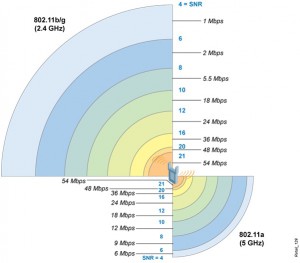 802.11b/g
(2.4 GHz)
4 = SNR
1 Mbps
6
2 Mbps
8
5.5 Mbps
10
18 Mbps
12
24 Mbps
16
36 Mbps
20
48 Mbps
21
54 Mbps
54 Mbps
21
48 Mbps
20
36 Mbps
16
24 Mbps
12
18 Mbps
10
12 Mbps
8
9 Mbps
6
6 Mbps
SNR = 4
802.11a
(5 GHz)